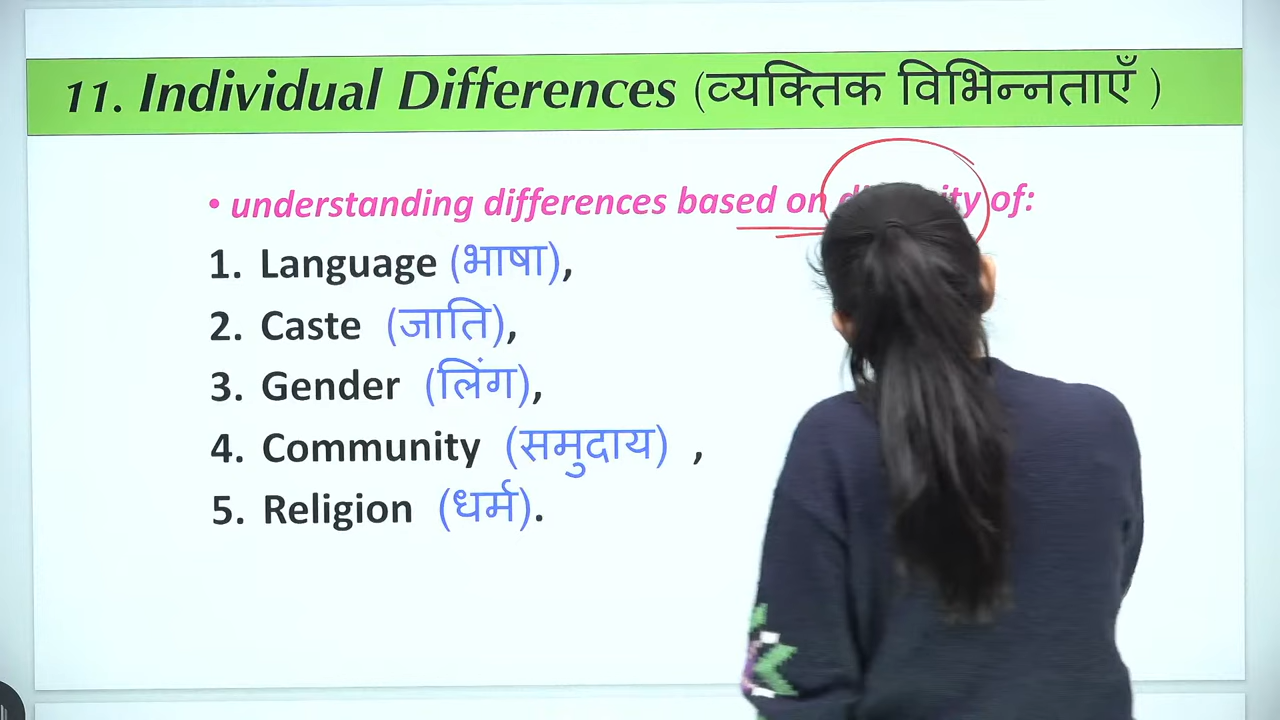 11. Individual Differences (व्यक्तिक विभिन्नताएँ )
• understanding differences based on of:
1. Language (भाषा),
2. Caste (जाति),
3. Gender (लिंग),
4. Community (समुदाय) ,
5. Religion (धर्म).